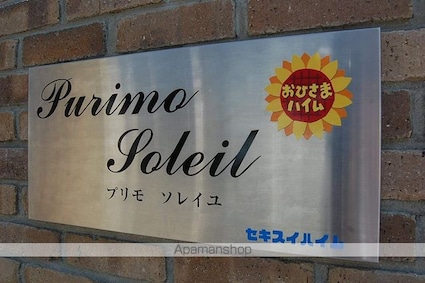 Purimo
Soleil
プリモ ソレイユ
おひさま
ハイム
セキスイハイム
Apamanshop